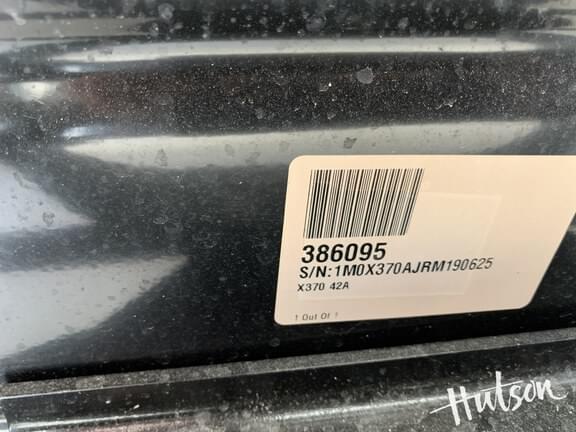 386095
S/N:1M0X370AJRM190625
X370 42A
1 Out Of 1
Hutson